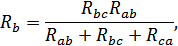 R_b = \frac{R_{bc} R_{ab}}{R_{ab} + R_{bc} + R_{ca}},